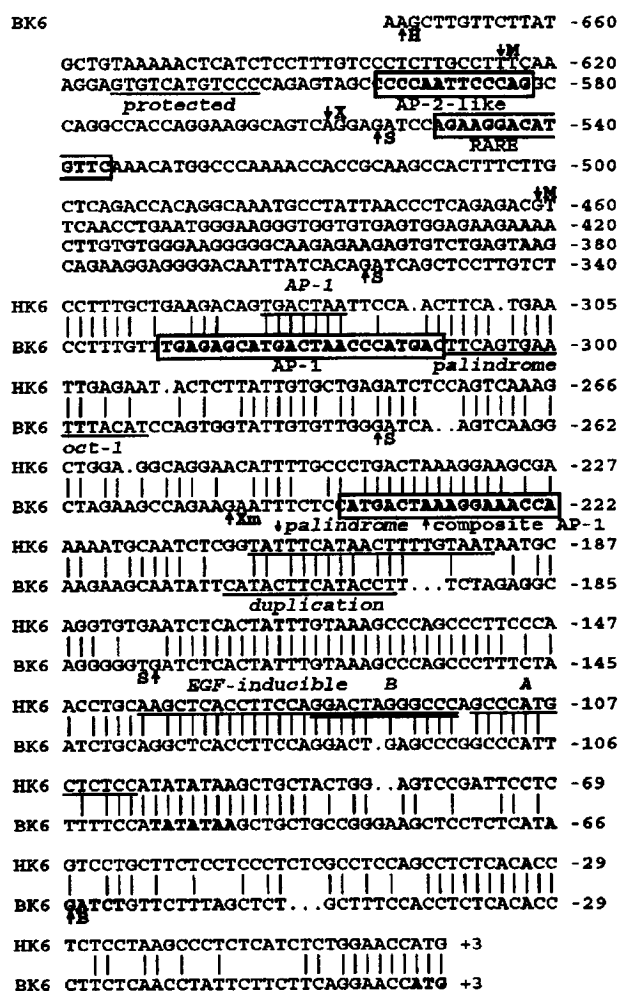 BK6 AAGCTTGTTCTTAT -660
↑H
GCTGTAAAAACTCATCTCCTTTGTCCCTCTTGCCTTTCAA -620
↓M
AGGAGTGTCATGTCCCCAGAGTAGCCCCCAATTCCCAGGC -580
protected AP-2-like
↓X
CAGGCCACCAGGAAGGCAGTCAGGAGATCCAGAAGGACAT -540
↑S RARE
GTTCAAACATGGCCCAAAACCACCGCAAGCCACTTTCTTG -500
↓M
CTCAGACCACAGGCAAATGCCTATTAACCCTCAGAGACGT -460
TCAACCTGAATGGGAAGGGTGGTGTGAGTGGAGAAGAAAA -420
CTTGTGTGGGAAGGGGGCAAGAGAAGAGTGTCTGAGTAAG -380
CAGAAGGAGGGGACAATTATCACAGATCAGCTCCTTGTCT -340
↑S
AP-1
HK6 CCTTTGCTGAAGACAGTGACTAATTCCA.ACTTCA.TGAA -305
BK6 CCTTTGTTTGAGAGCATGACTAACCCATGACTTCAGTGAA -300
AP-1 palindrome
HK6 TTGAGAAT.ACTCTTATTGTGCTGAGATCTCCAGTCAAAG -266
BK6 TTTACATCCAGTGGTATTGTGTTGGGATCA..AGTCAAGG -262
oct-1 ↑S
HK6 CTGGA.GGCAGGAACATTTTGCCCTGACTAAAGGAAGCGA -227
BK6 CTAGAAGCCAGAAGAATTTCTCCCATGACTAAAGGAAACCA -222
↑Xm ↓palindrome ↑composite AP-1
HK6 AAAATGCAATCTCGGTATTTCATAACTTTTGTAATAATGC -187
BK6 AAGAAGCAATATTCATACTTCATACCTT...TCTAGAGGC -185
duplication
HK6 AGGTGTGAATCTCACTATTTGTAAAGCCCAGCCCTTCCCA -147
BK6 AGGGGGTGATCTCACTATTTGTAAAGCCCAGCCCTTTCTA -145
S↑ EGF-inducible B A
HK6 ACCTGCAAGCTCACCTTCCAGGACTAGGGCCCAGCCCATG -107
BK6 ATCTGCAGGCTCACCTTCCAGGACT.GAGCCCGGCCCATT -106
HK6 CTCTCCATATATAAGCTGCTACTGG..AGTCCGATTCCTC -69
BK6 TTTTCCATATATAAGCTGCTGCCGGGAAGCTCCTCTCATA -66
HK6 GTCCTGCTTCTCCTCCCTCTCGCCTCCAGCCTCTCACACC -29
BK6 GATCTGTTCTTTAGCTCT...GCTTTCCACCTCTCACACC -29
↑B
HK6 TCTCCTAAGCCCTCTCATCTCTGGAACCATG +3
BK6 CTTCTCAACCTATTCTTCTTCAGGAACCATG +3